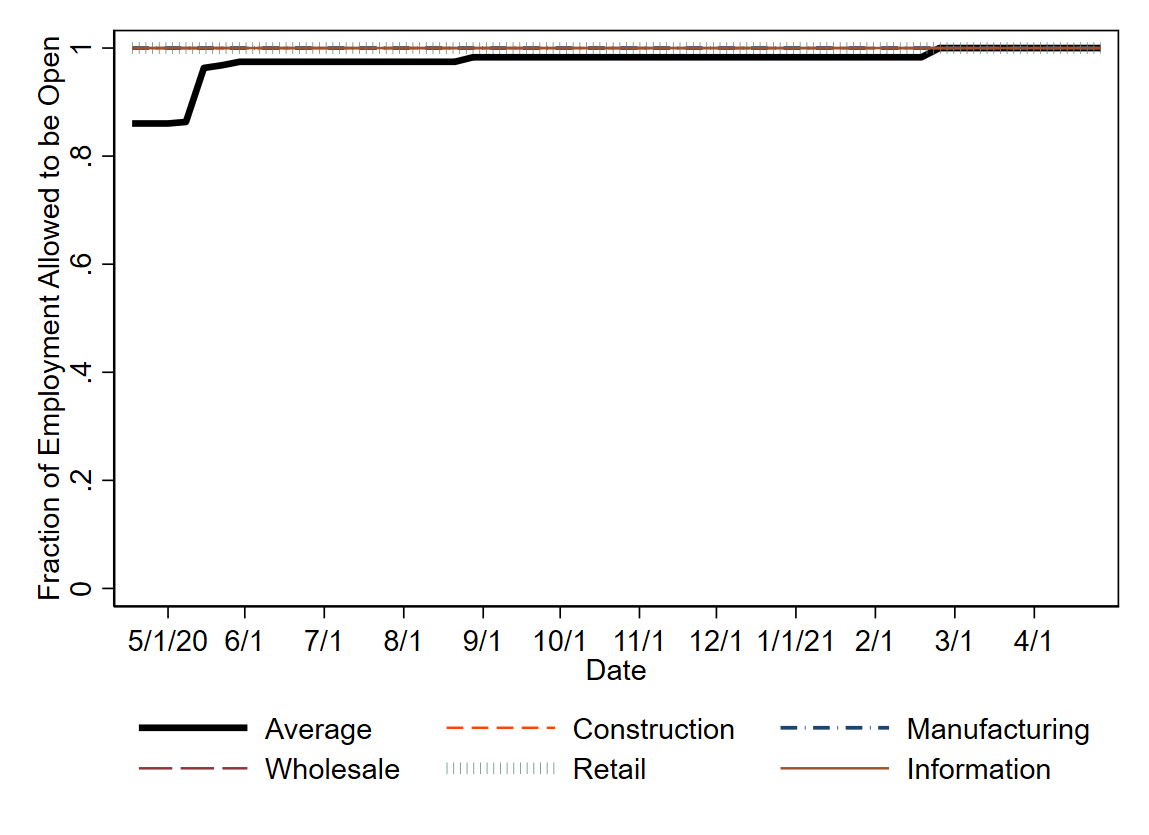 Fraction of Employment Allowed to be Open
1
.8
.6
.4
.2
0
5/1/20 6/1 7/1 8/1 9/1 10/1 11/1 12/1 1/1/21 2/1 3/1 4/1
Date
Average Construction Manufacturing
Wholesale Retail Information